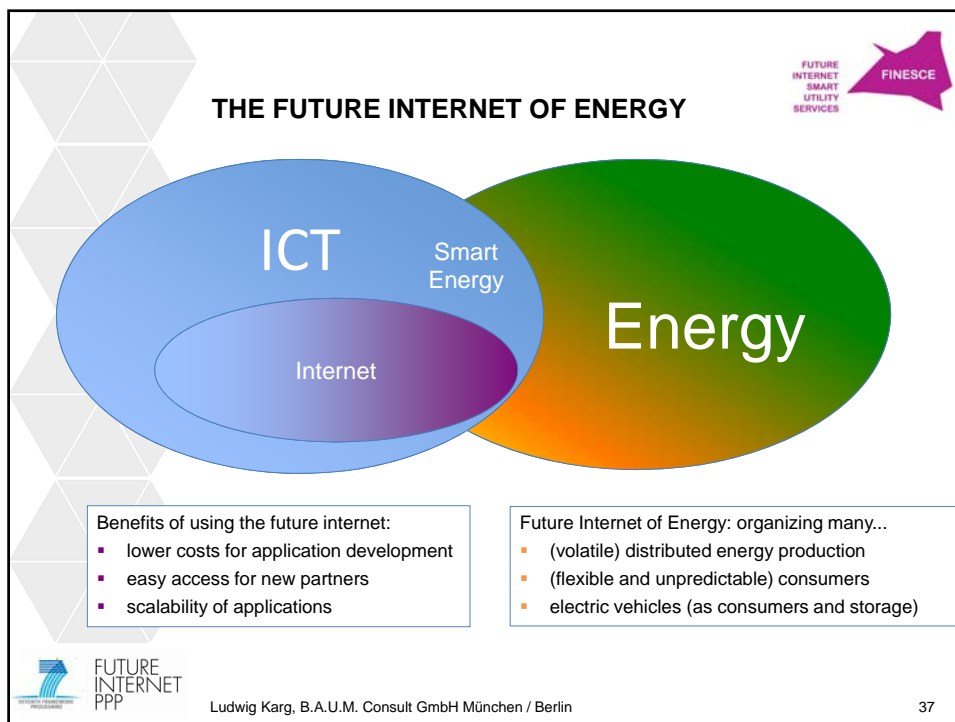 FUTURE
INTERNET
SMART
UTILITY
SERVICES
FINESCE
THE FUTURE INTERNET OF ENERGY
ICT
Smart
Energy
Energy
Internet
Benefits of using the future internet:
▪ lower costs for application development
▪ easy access for new partners
▪ scalability of applications
Future Internet of Energy: organizing many...
▪ (volatile) distributed energy production
▪ (flexible and unpredictable) consumers
▪ electric vehicles (as consumers and storage)
SEVENTH FRAMEWORK
PROGRAMME
FUTURE
INTERNET
PPP
Ludwig Karg, B.A.U.M. Consult GmbH München / Berlin
37